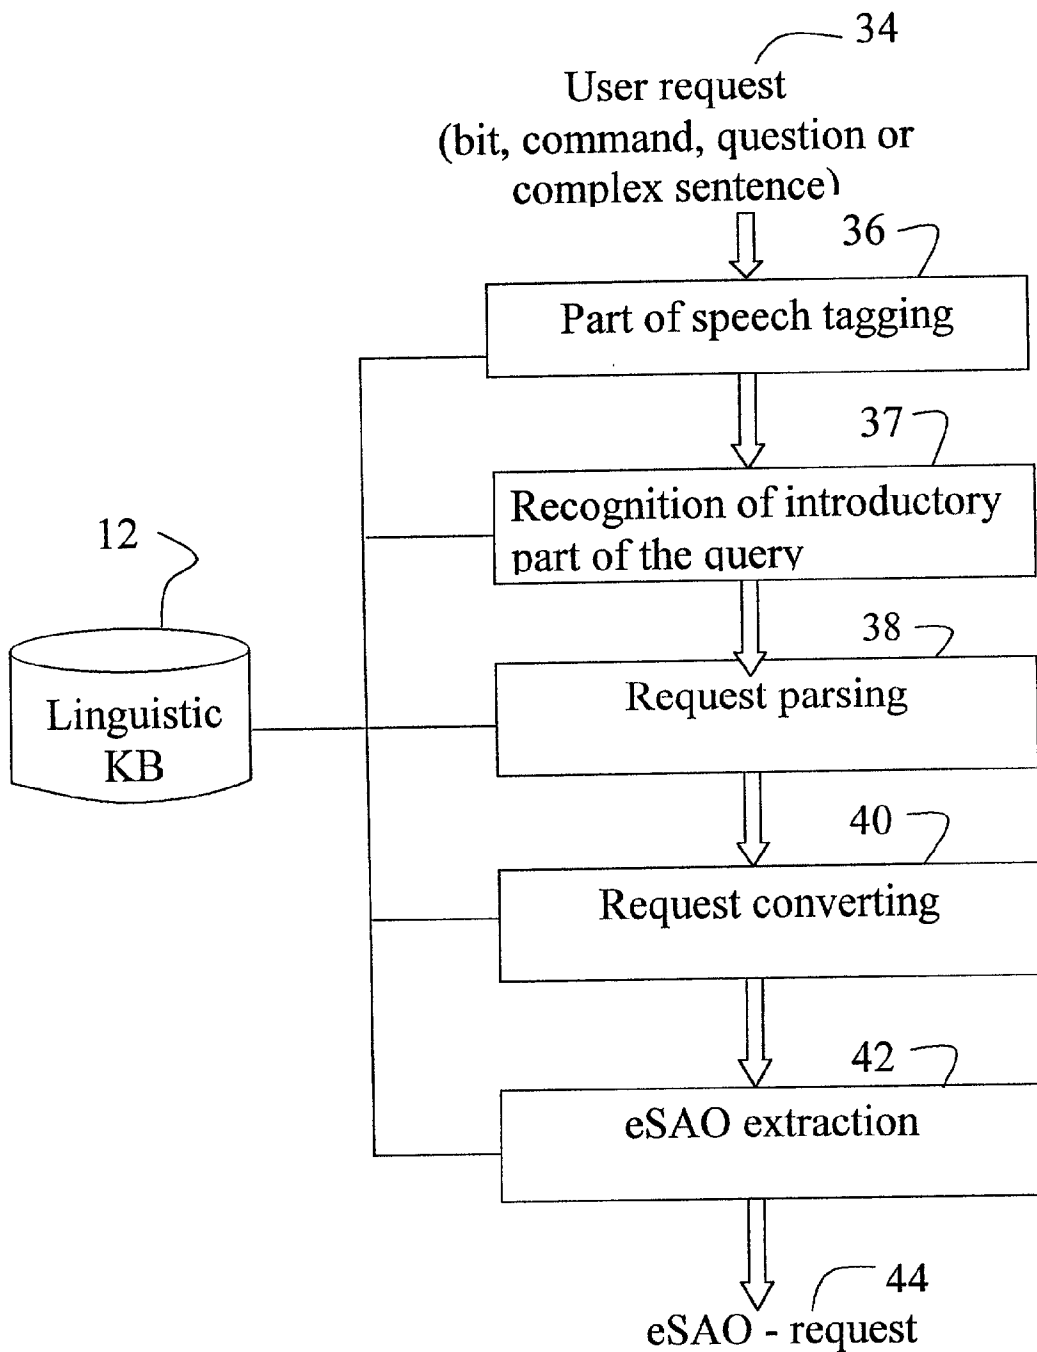 34
User request
(bit, command, question or
complex sentence)
36
Part of speech tagging
37
Recognition of introductory
part of the query
12
38
Linguistic
KB
Request parsing
40
Request converting
42
eSAO extraction
44
eSAO - request